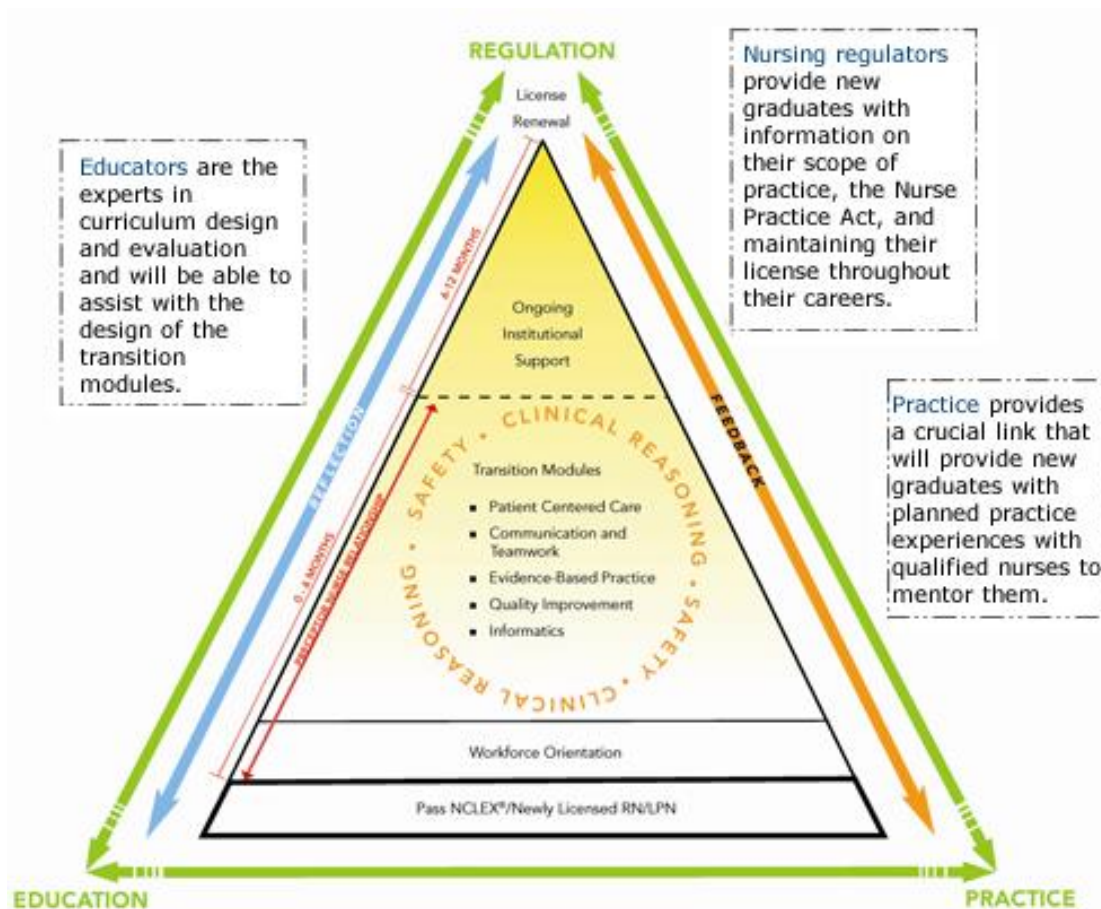 REGULATION
License
Renewal
Nursing regulators
provide new
graduates with
information on
their scope of
practice, the Nurse
Practice Act, and
maintaining their
license throughout
their careers.
Educators are the
experts in
curriculum design
and evaluation
and will be able to
assist with the
design of the
transition
modules.
6-12 MONTHS
Ongoing
Institutional
Support
REFLECTION
FEEDBACK
Practice provides
a crucial link that
will provide new
graduates with
planned practice
experiences with
qualified nurses to
mentor them.
0 - 6 MONTHS
PRECEPTOR-NURSE RELATIONSHIP
SAFETY • CLINICAL REASONING • SAFETY • CLINICAL REASONING •
Transition Modules
▪ Patient Centered Care
▪ Communication and
Teamwork
▪ Evidence-Based Practice
▪ Quality Improvement
▪ Informatics
Workforce Orientation
Pass NCLEX®/Newly Licensed RN/LPN
EDUCATION
PRACTICE